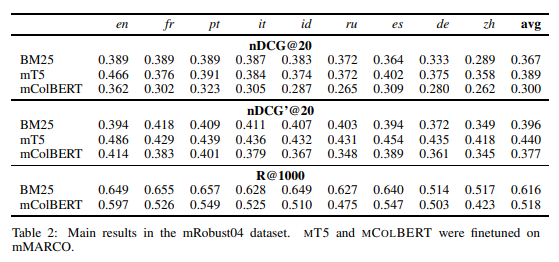 en fr pt it id ru es de zh avg
nDCG@20
BM25 0.389 0.389 0.389 0.387 0.383 0.372 0.364 0.333 0.289 0.367
mT5 0.466 0.376 0.391 0.384 0.374 0.372 0.402 0.375 0.358 0.389
mColBERT 0.362 0.302 0.323 0.305 0.287 0.265 0.309 0.280 0.262 0.300
nDCG'@20
BM25 0.394 0.418 0.409 0.411 0.407 0.403 0.394 0.372 0.349 0.396
mT5 0.486 0.429 0.439 0.436 0.432 0.431 0.454 0.435 0.418 0.440
mColBERT 0.414 0.383 0.401 0.379 0.367 0.348 0.389 0.361 0.345 0.377
R@1000
BM25 0.649 0.655 0.657 0.628 0.649 0.627 0.640 0.514 0.517 0.616
mColBERT 0.597 0.526 0.549 0.525 0.510 0.475 0.547 0.503 0.423 0.518
Table 2: Main results in the mRobust04 dataset. MT5 and MCOLBERT were finetuned on
mMARCO.